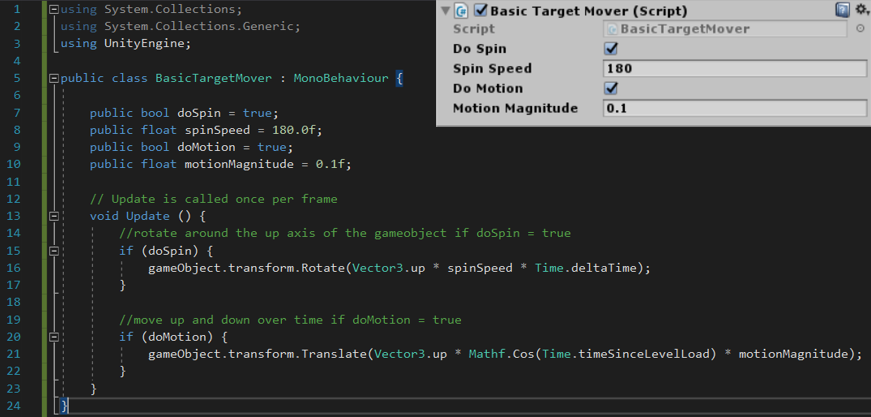 1 using System.Collections;
2 using System.Collections.Generic;
3 using UnityEngine;
4
5 public class BasicTargetMover : MonoBehaviour {
6
7 public bool doSpin = true;
8 public float spinSpeed = 180.0f;
9 public bool doMotion = true;
10 public float motionMagnitude = 0.1f;
11
12 // Update is called once per frame
13 void Update () {
14 //rotate around the up axis of the gameobject if doSpin = true
15 if (doSpin) {
16 gameObject.transform.Rotate(Vector3.up * spinSpeed * Time.deltaTime);
17 }
18
19 //move up and down over time if doMotion = true
20 if (doMotion) {
21 gameObject.transform.Translate(Vector3.up * Mathf.Cos(Time.timeSinceLevelLoad) * motionMagnitude);
22 }
23 }
24 }
Basic Target Mover (Script)
Script BasicTargetMover
Do Spin
Spin Speed 180
Do Motion
Motion Magnitude 0.1